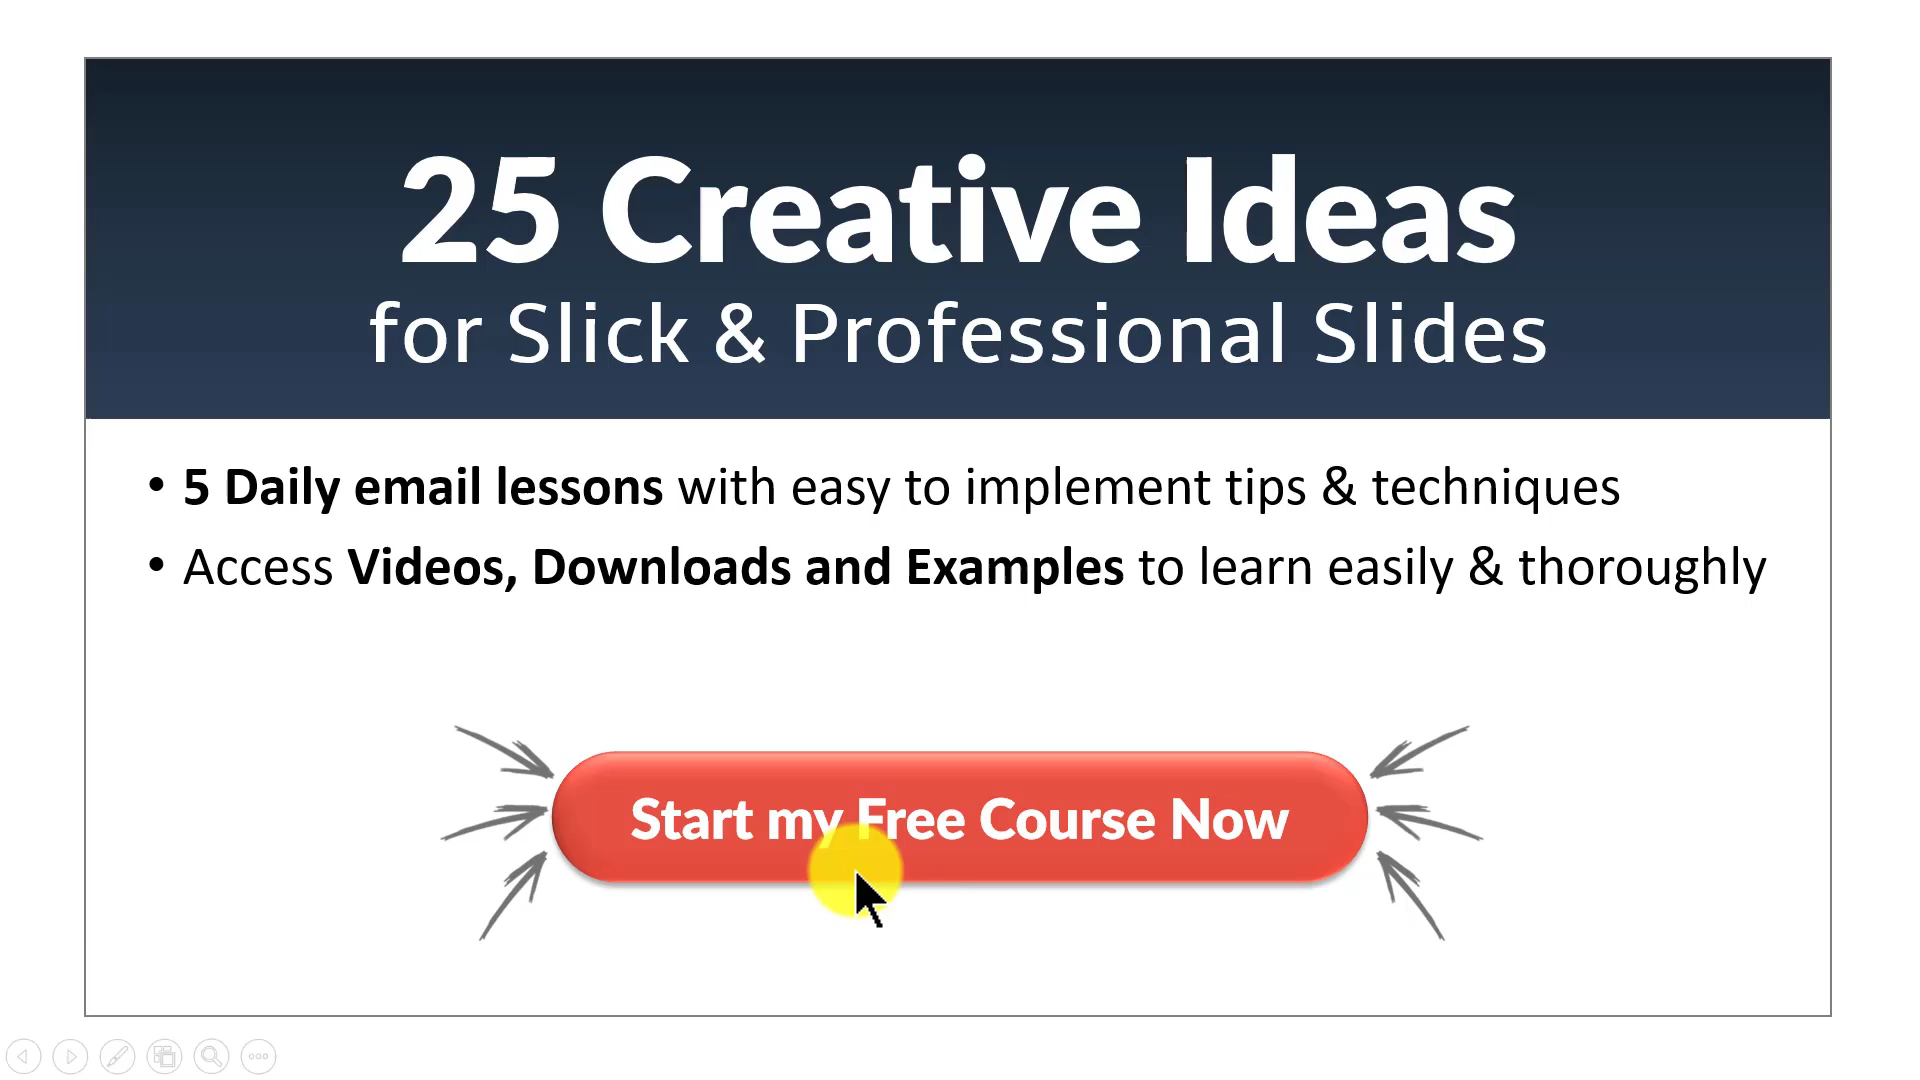 25 Creative Ideas
for Slick & Professional Slides
• 5 Daily email lessons with easy to implement tips & techniques
• Access Videos, Downloads and Examples to learn easily & thoroughly
Start my Free Course Now